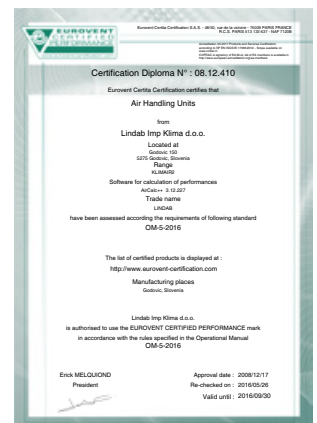 EUROVENT
CERTIFIED
PERFORMANCE
Eurovent Certita Certification S.A.S. - 48/50, rue de la victoire - 75009 PARIS FRANCE
R.C.S. PARIS 513 133 637 - NAF 7120B
Certification Diploma N° : 08.12.410
Eurovent Certita Certification certifies that
Air Handling Units
from
Lindab Imp Klima d.o.o.
Located at
Godovic 150
5275 Godovic, Slovenia
Range
KLIMAIR2
Software for calculation of performances
AirCalc++ 3.12.227
Trade name
LINDAB
have been assessed according the requirements of following standard
OM-5-2016
The list of certified products is displayed at :
http://www.eurovent-certification.com
Manufacturing places
Godovic, Slovenia
Lindab Imp Klima d.o.o.
is authorised to use the EUROVENT CERTIFIED PERFORMANCE mark
in accordance with the rules specified in the Operational Manual
OM-5-2016
Erick MELQUIOND
President
Approval date : 2008/12/17
Re-checked on : 2016/05/26
Valid until : 2016/09/30